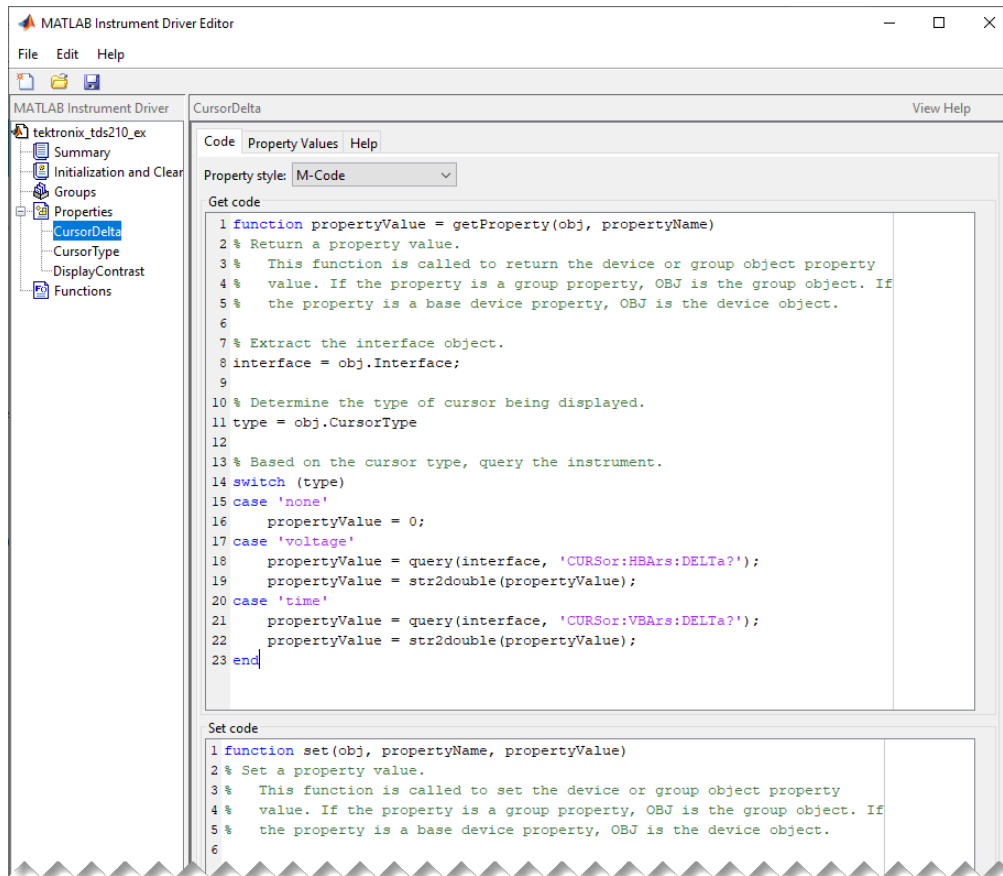 MATLAB Instrument Driver Editor
File Edit Help
MATLAB Instrument Driver
tektronix_tds210_ex
Summary
Initialization and Clear
Groups
Properties
CursorDelta
CursorType
DisplayContrast
Functions
CursorDelta View Help
Code Property Values Help
Property style: M-Code
Get code
1 function propertyValue = getProperty(obj, propertyName)
2 % Return a property value.
3 %   This function is called to return the device or group object property
4 %   value. If the property is a group property, OBJ is the group object. If
5 %   the property is a base device property, OBJ is the device object.
6
7 % Extract the interface object.
8 interface = obj.Interface;
9
10 % Determine the type of cursor being displayed.
11 type = obj.CursorType
12
13 % Based on the cursor type, query the instrument.
14 switch (type)
15 case 'none'
16     propertyValue = 0;
17 case 'voltage'
18     propertyValue = query(interface, 'CURSor:HBArs:DELTa?');
19     propertyValue = str2double(propertyValue);
20 case 'time'
21     propertyValue = query(interface, 'CURSor:VBArs:DELTa?');
22     propertyValue = str2double(propertyValue);
23 end
Set code
1 function set(obj, propertyName, propertyValue)
2 % Set a property value.
3 %   This function is called to set the device or group object property
4 %   value. If the property is a group property, OBJ is the group object. If
5 %   the property is a base device property, OBJ is the device object.
6